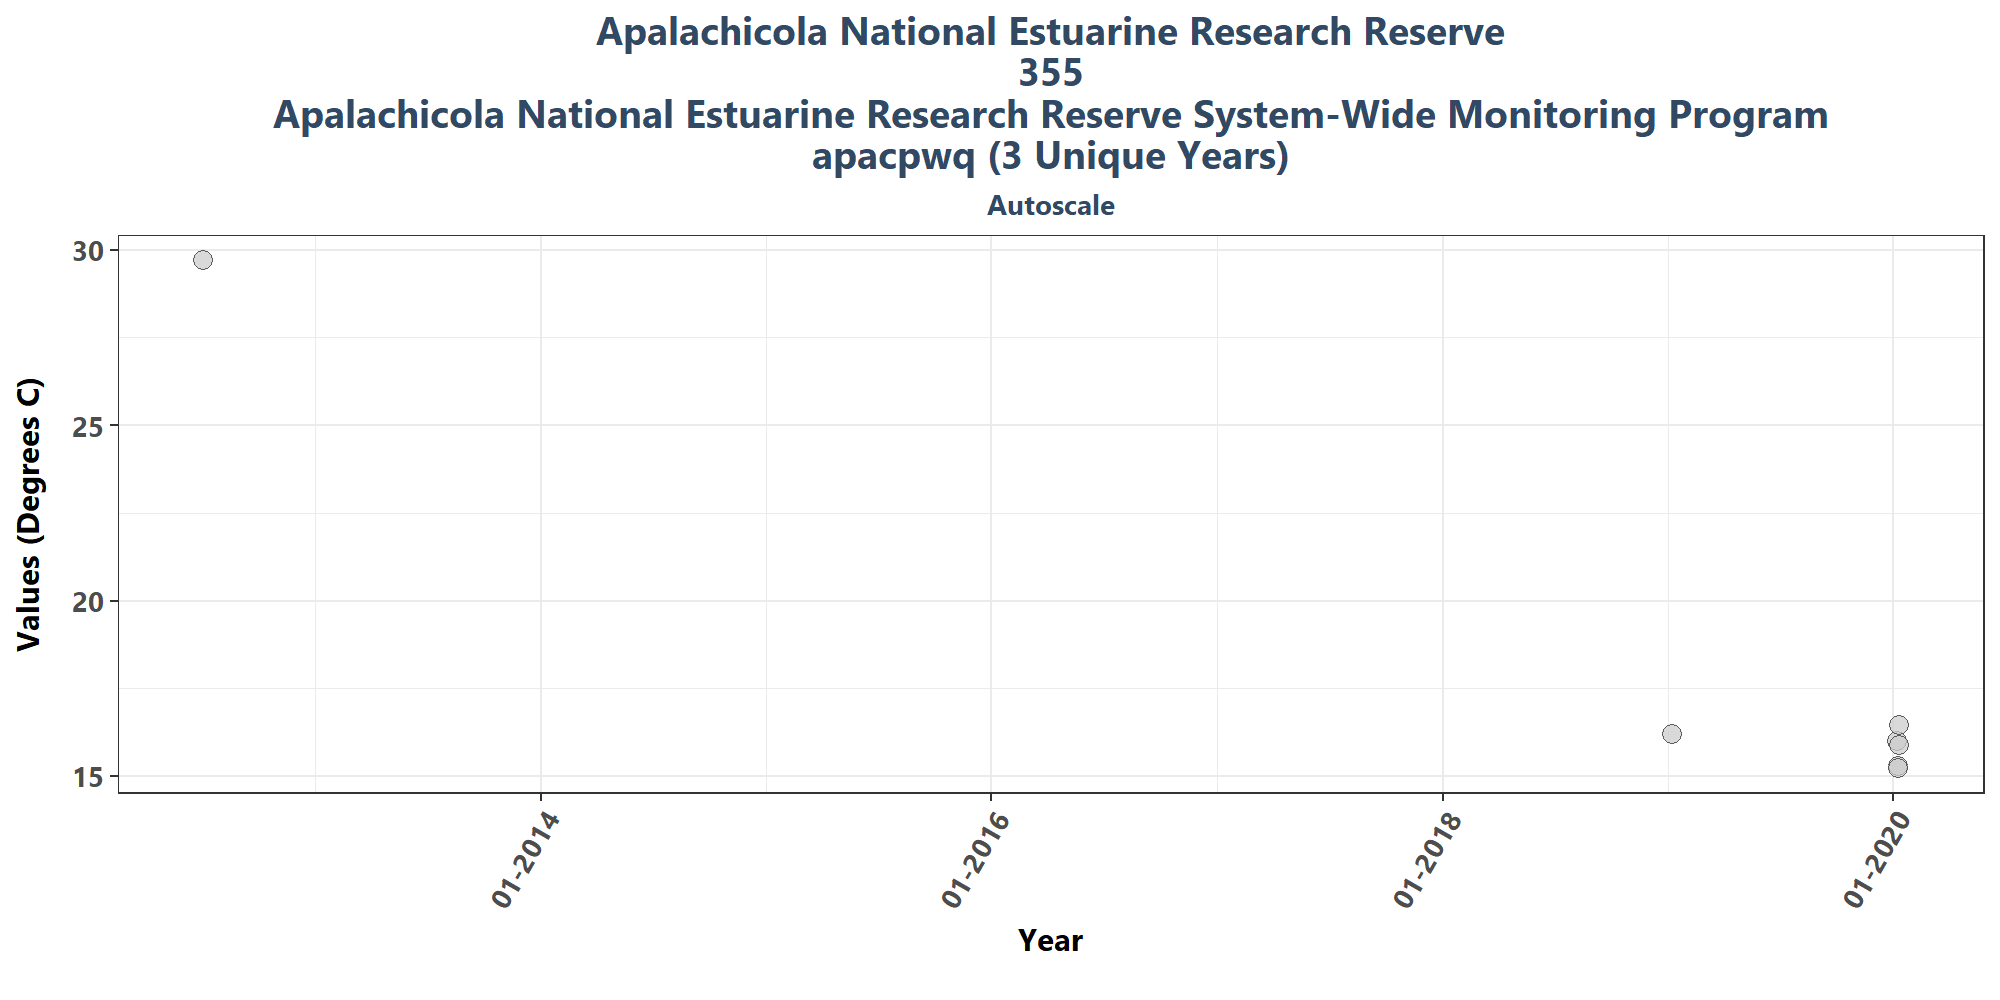 Apalachicola National Estuarine Research Reserve
355
Apalachicola National Estuarine Research Reserve System-Wide Monitoring Program
apacpwq (3 Unique Years)
Autoscale
Values (Degrees C)
30
25
20
15
01-2014
01-2016
01-2018
01-2020
Year